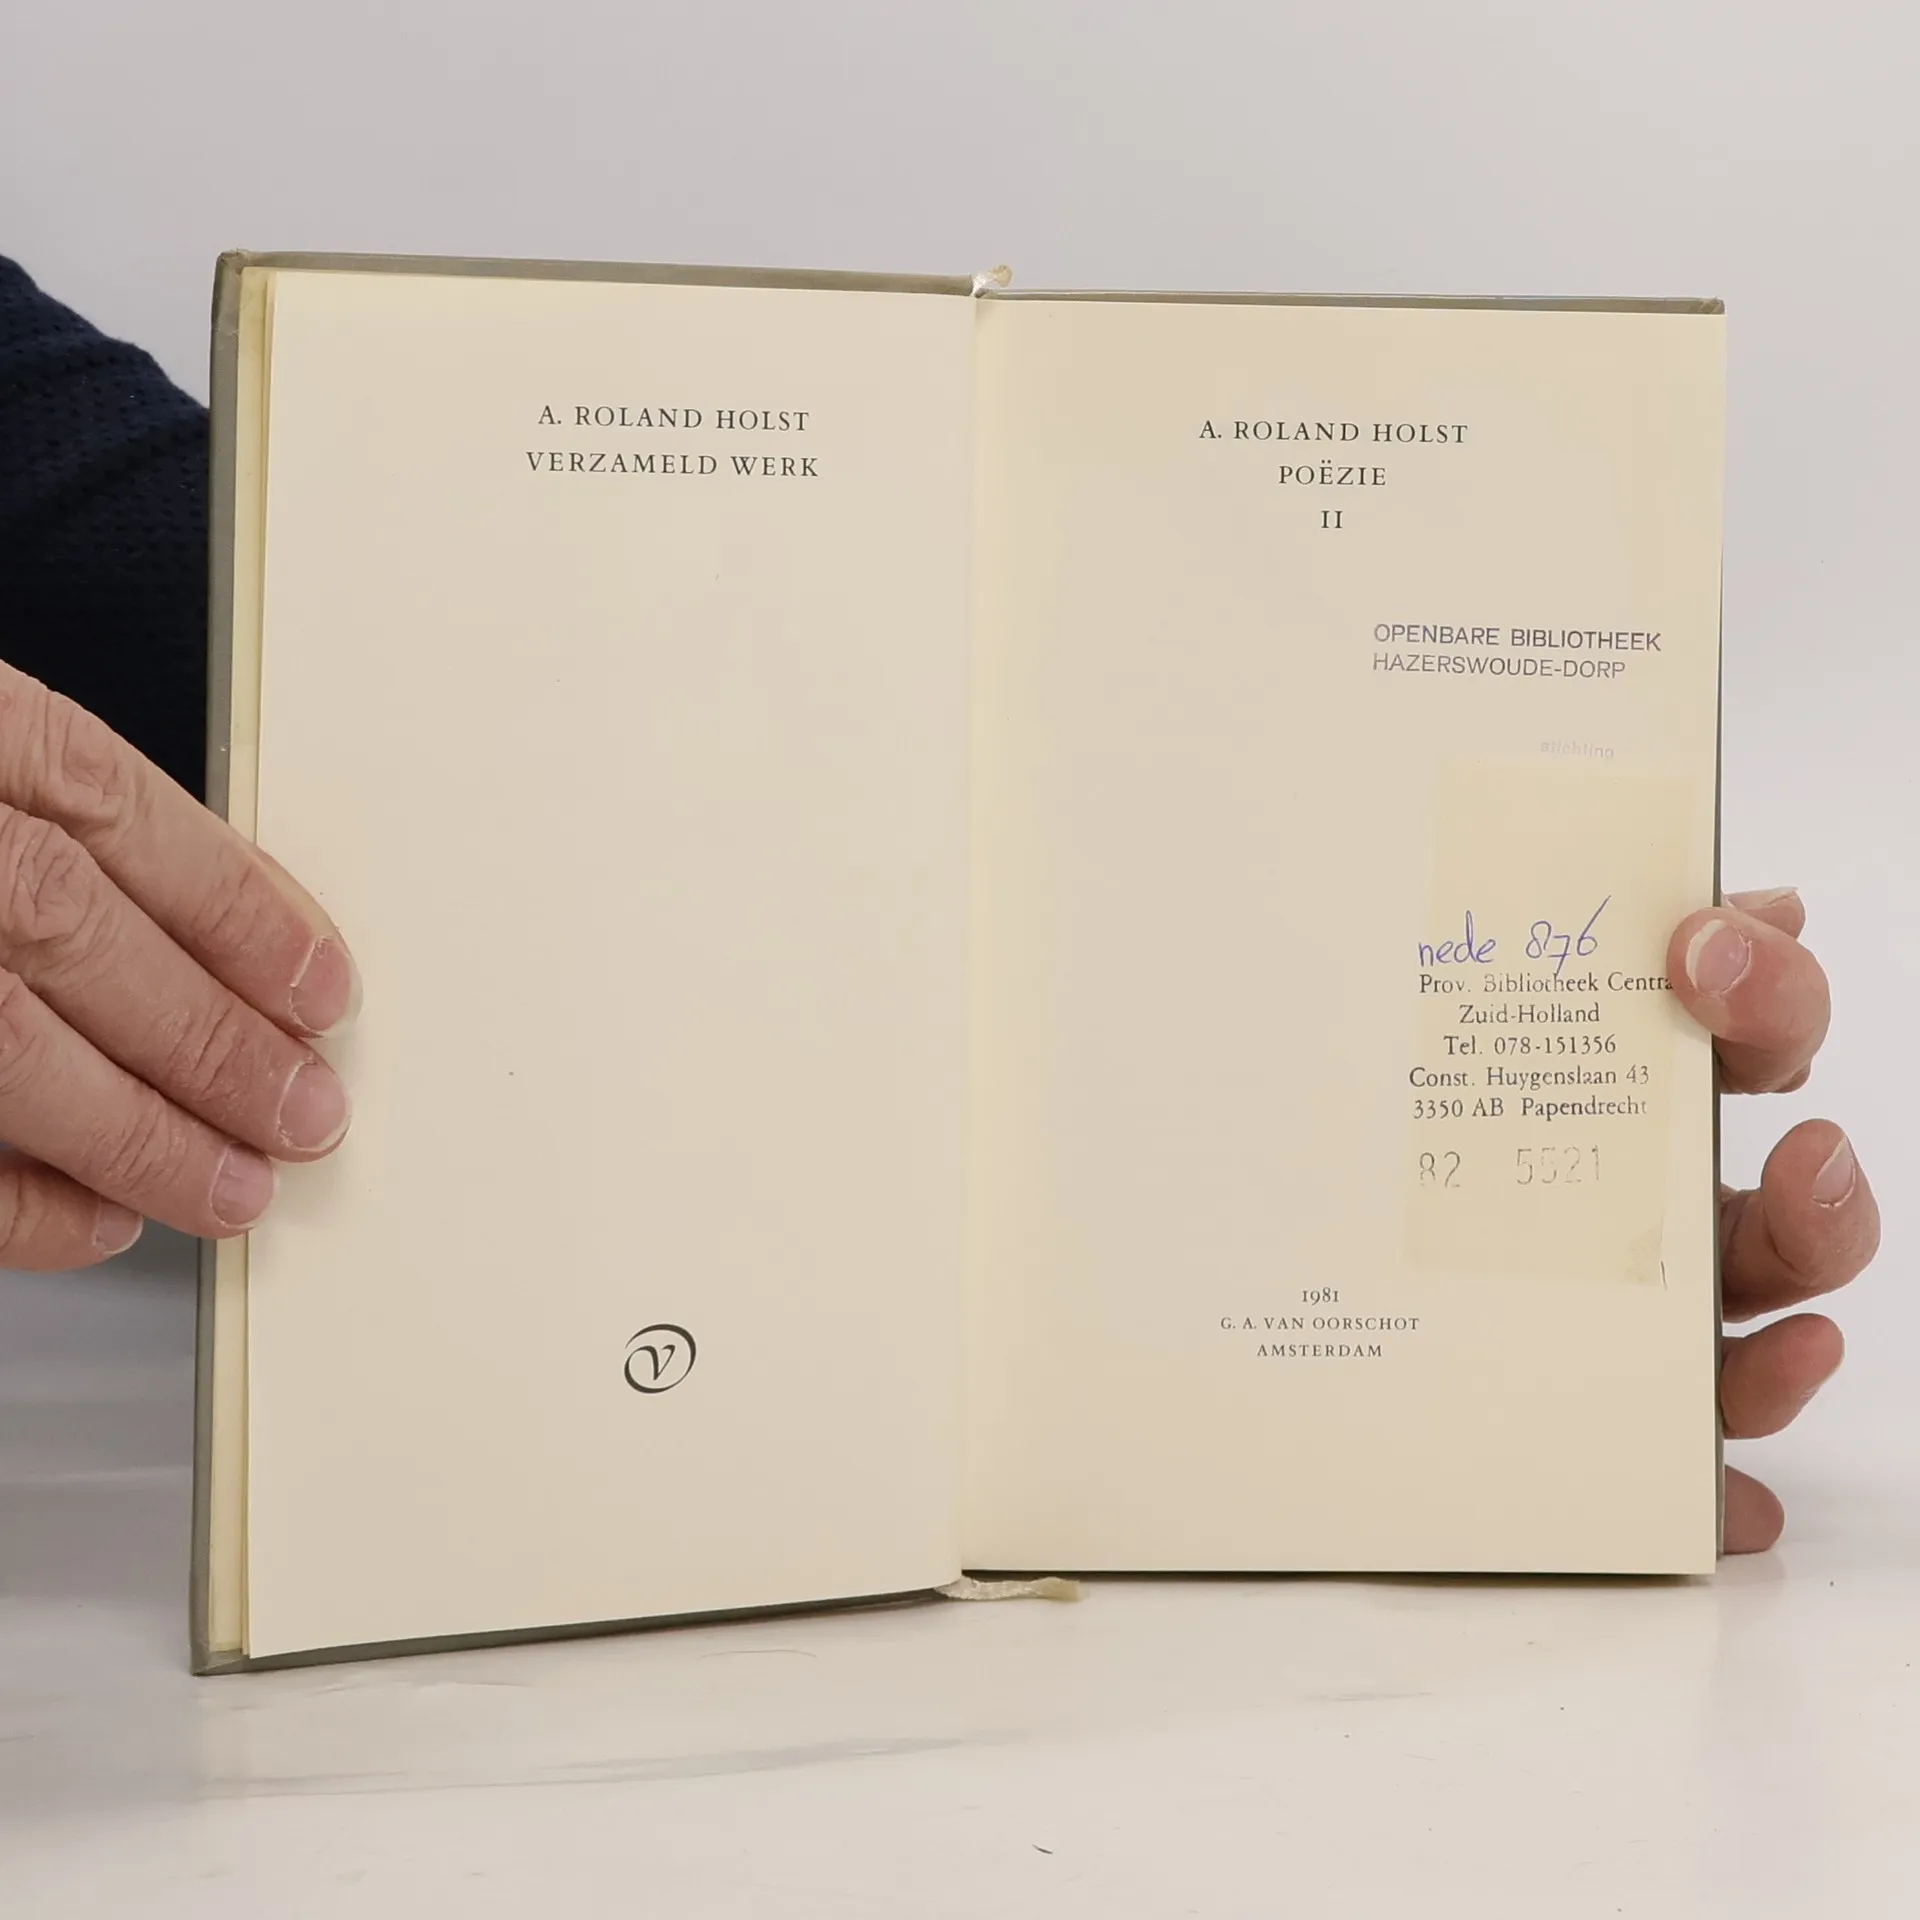 A. ROLAND HOLST
VERZAMELD WERK
V
A. ROLAND HOLST
POËZIE
II
OPENBARE BIBLIOTHEEK
HAZERSWOUDE-DORP
stichting
nede 876
Prov. Bibliotheek Centra
Zuid-Holland
Tel. 078-151356
Const. Huygenslaan 43
3350 AB Papendrecht
82 5521
1981
G. A. VAN OORSCHOT
AMSTERDAM